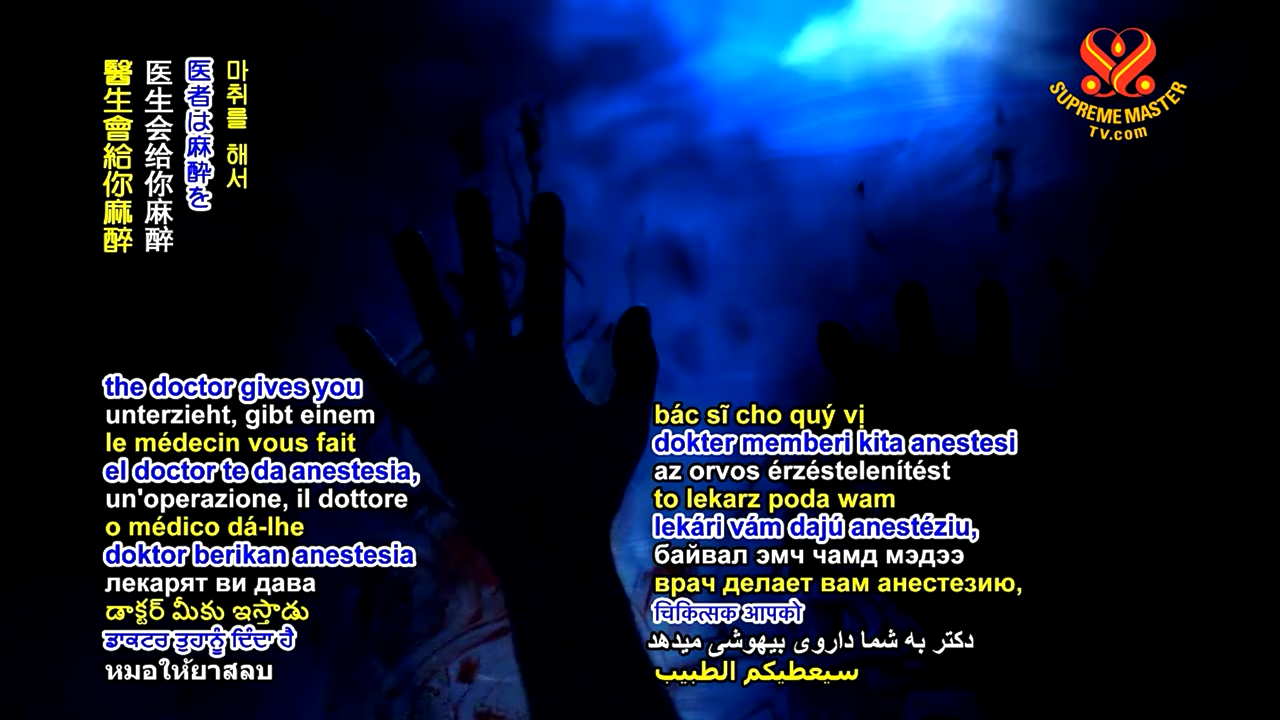 醫生會給你麻醉
医生会给你麻醉
医者は麻酔を
마취를 해서
SUPREME MASTER
TV.com
the doctor gives you
unterzieht, gibt einem
le médecin vous fait
el doctor te da anestesia,
un'operazione, il dottore
o médico dá-lhe
doktor berikan anestesia
лекарят ви дава
డాక్టర్ మీకు ఇస్తాడు
ਡਾਕਟਰ ਤੁਹਾਨੂੰ ਦਿੰਦਾ ਹੈ
หมอให้ยาสลบ
bác sĩ cho quý vị
dokter memberi kita anestesi
az orvos érzéstelenítést
to lekarz poda wam
lekári vám dajú anestéziu,
байвал эмч чамд мэдээ
врач делает вам анестезию,
चिकित्सक आपको
دکتر به شما داروی بیهوشی میدهد
سيعطيكم الطبيب